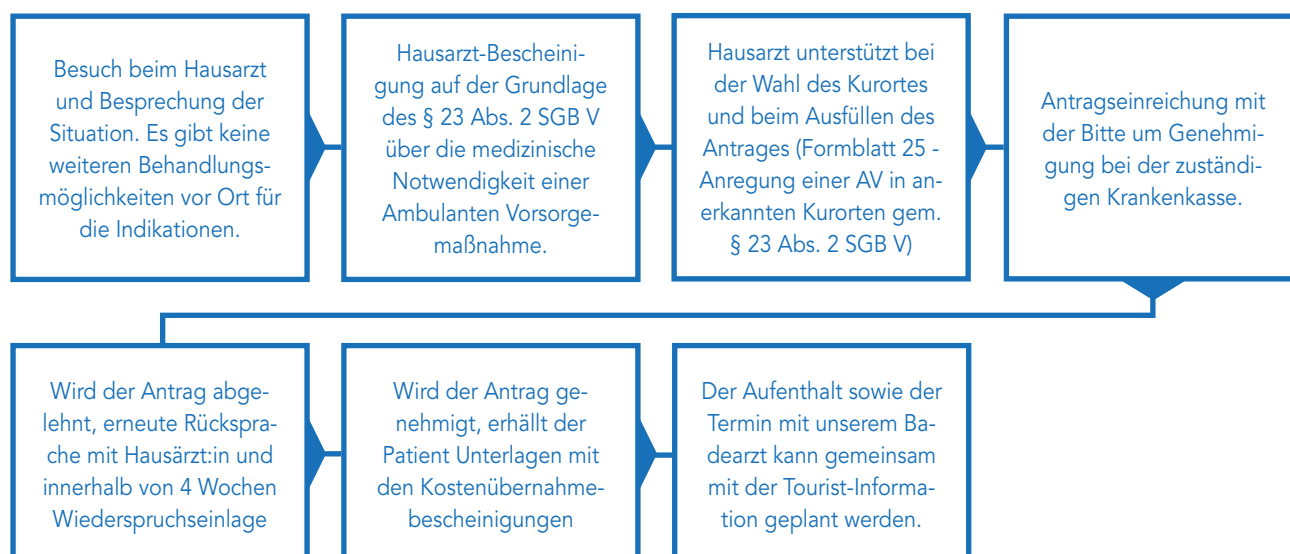 Besuch beim Hausarzt
und Besprechung der
Situation. Es gibt keine
weiteren Behandlungs-
möglichkeiten vor Ort für
die Indikationen.
Hausarzt-Bescheini-
gung auf der Grundlage
des § 23 Abs. 2 SGB V
über die medizinische
Notwendigkeit einer
Ambulanten Vorsorge-
maßnahme.
Hausarzt unterstützt bei
der Wahl des Kurortes
und beim Ausfüllen des
Antrages (Formblatt 25 -
Anregung einer AV in an-
erkannten Kurorten gem.
§ 23 Abs. 2 SGB V)
Antragseinreichung mit
der Bitte um Genehmi-
gung bei der zuständi-
gen Krankenkasse.
Wird der Antrag abge-
lehnt, erneute Rückspra-
che mit Hausärzt:in und
innerhalb von 4 Wochen
Wiederspruchseinlage
Wird der Antrag ge-
nehmigt, erhällt der
Patient Unterlagen mit
den Kostenübernahme-
bescheinigungen
Der Aufenthalt sowie der
Termin mit unserem Ba-
dearzt kann gemeinsam
mit der Tourist-Informa-
tion geplant werden.